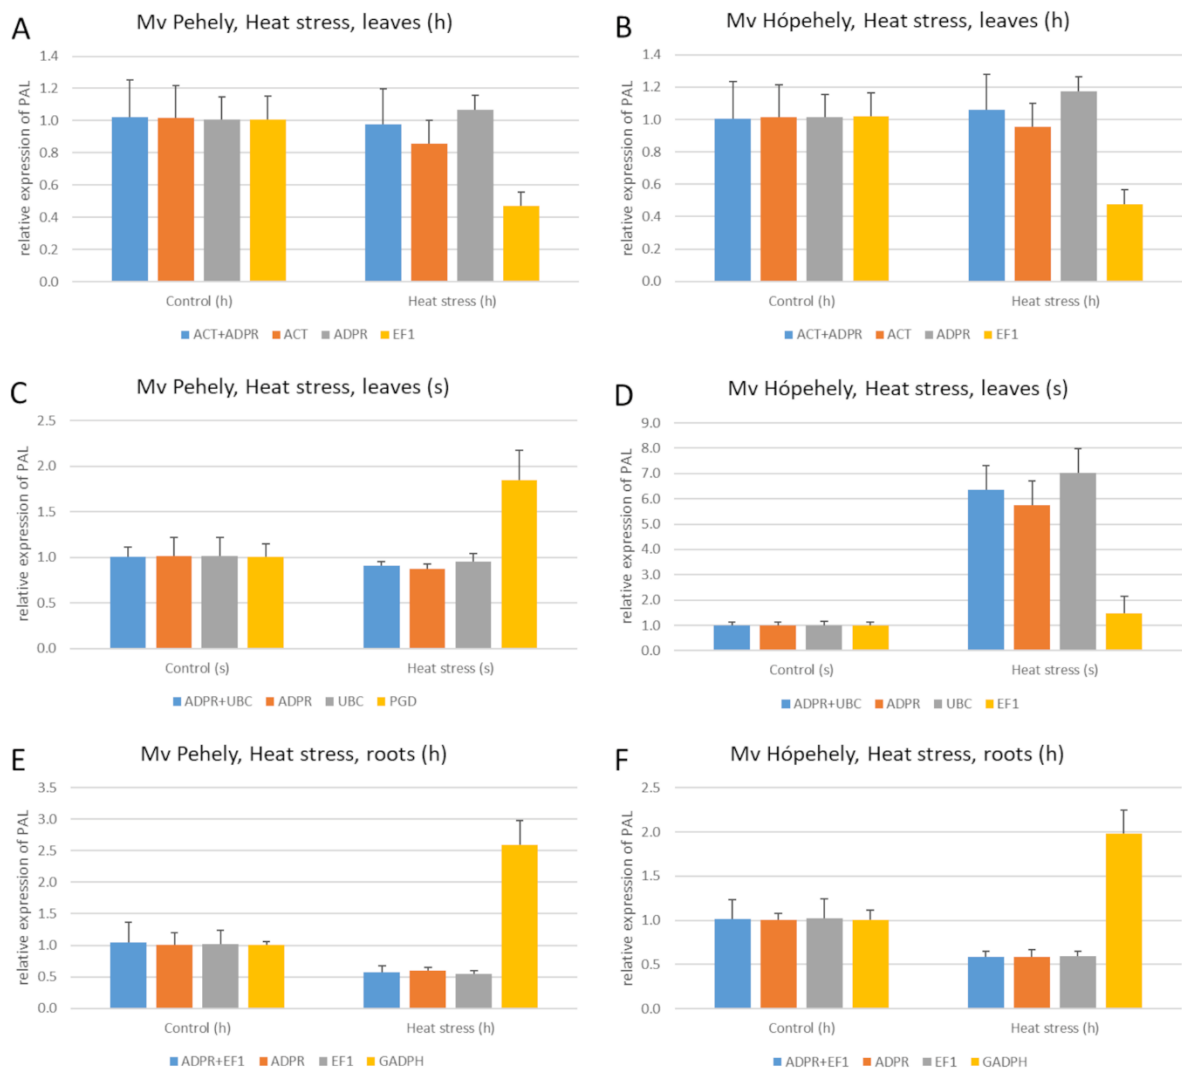 A
Mv Pehely, Heat stress, leaves (h)
relative expression of PAL
1.4
1.2
1.0
0.8
0.6
0.4
0.2
0.0
Control (h)
Heat stress (h)
ACT+ADPR ACT ADPR EF1
B
Mv Hópehely, Heat stress, leaves (h)
relative expression of PAL
1.4
1.2
1.0
0.8
0.6
0.4
0.2
0.0
Control (h)
Heat stress (h)
ACT+ADPR ACT ADPR EF1
C
Mv Pehely, Heat stress, leaves (s)
relative expression of PAL
2.5
2.0
1.5
1.0
0.5
0.0
Control (s)
Heat stress (s)
ADPR+UBC ADPR UBC PGD
D
Mv Hópehely, Heat stress, leaves (s)
relative expression of PAL
9.0
8.0
7.0
6.0
5.0
4.0
3.0
2.0
1.0
0.0
Control (s)
Heat stress (s)
ADPR+UBC ADPR UBC EF1
E
Mv Pehely, Heat stress, roots (h)
relative expression of PAL
3.5
3.0
2.5
2.0
1.5
1.0
0.5
0.0
Control (h)
Heat stress (h)
ADPR+EF1 ADPR EF1 GADPH
F
Mv Hópehely, Heat stress, roots (h)
relative expression of PAL
2.5
2.0
1.5
1.0
0.5
0.0
Control (h)
Heat stress (h)
ADPR+EF1 ADPR EF1 GADPH